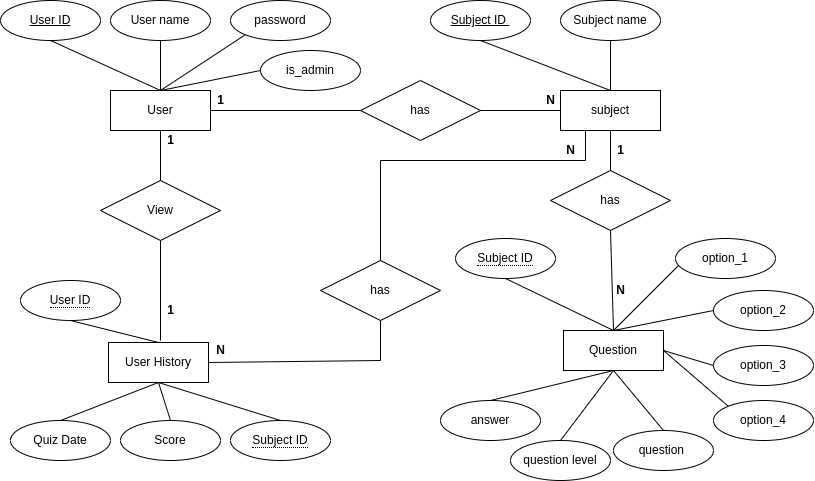 User ID
User name
password
is_admin
Subject ID
Subject name
User
1
has
N
subject
1
N
1
View
has
Subject ID
option_1
has
User ID
1
N
option_2
User History
N
Question
option_3
Quiz Date
Score
Subject ID
answer
question level
question
option_4